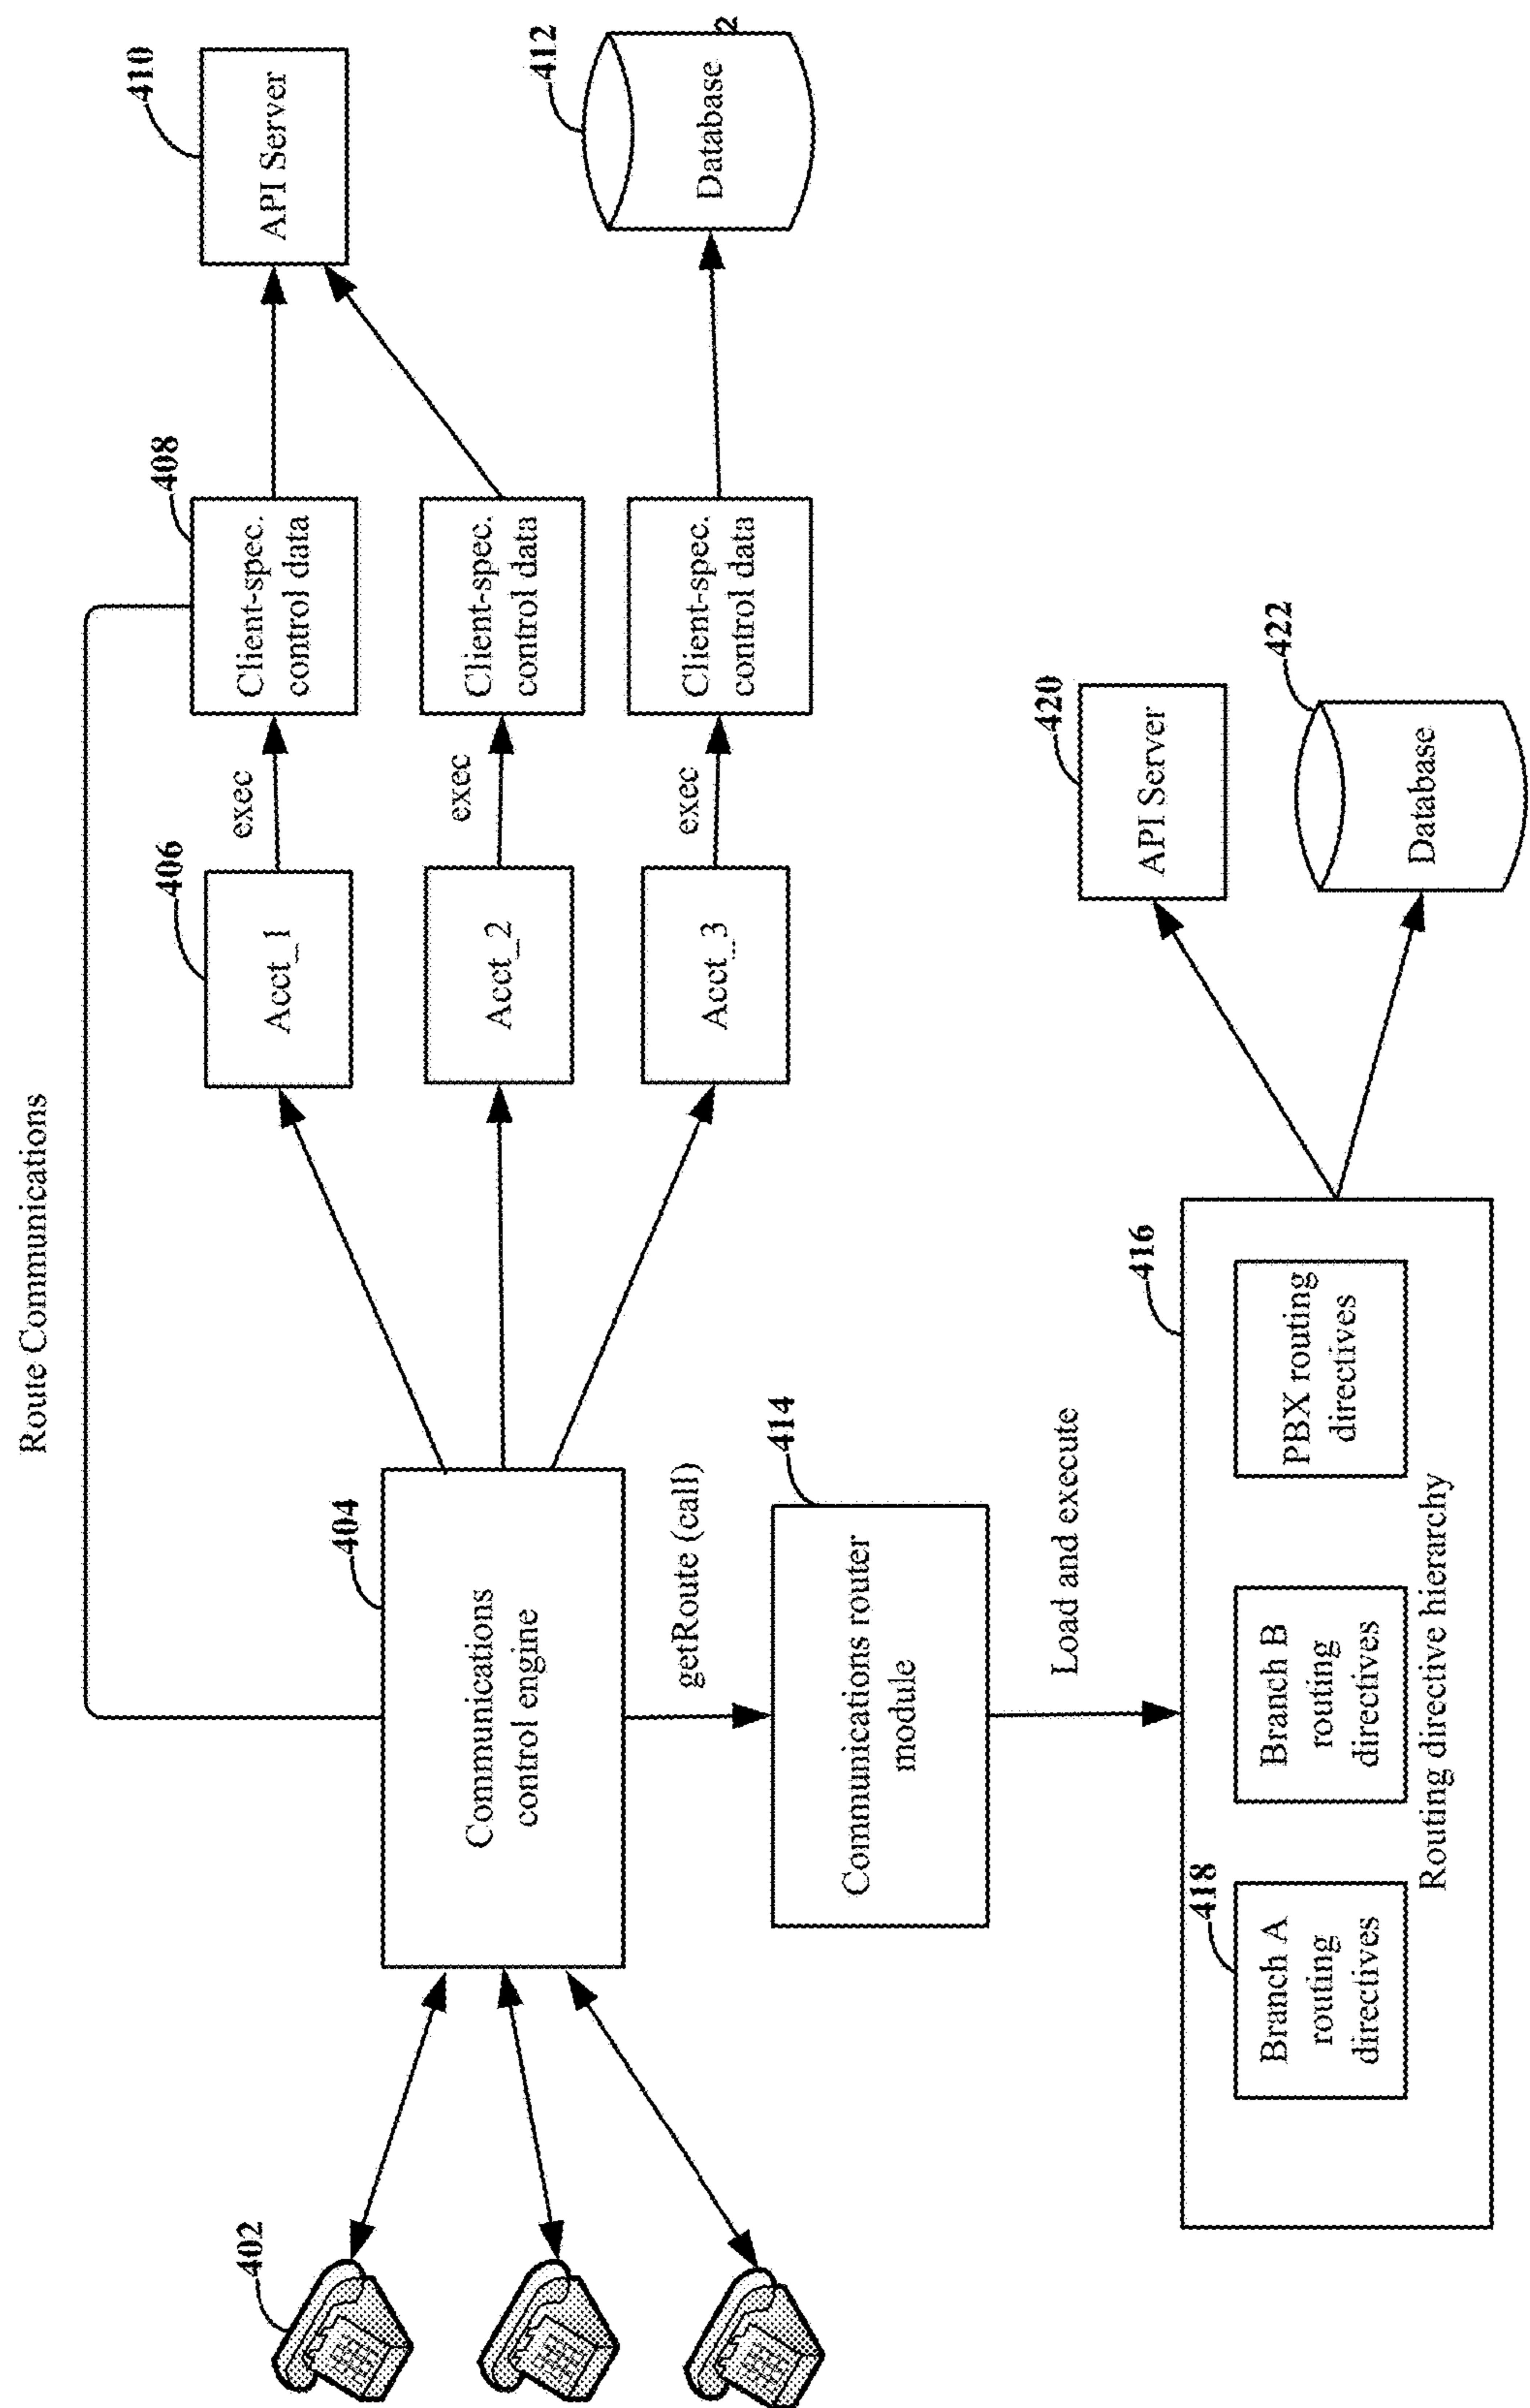 Route Communications
402
404
Communications
control engine
406
Acct_1
exec
408
Client-spec.
control data
410
API Server
Acct_2
exec
Client-spec.
control data
Acct_3
exec
Client-spec.
control data
412
Database
2
getRoute (call)
414
Communications router
module
Load and execute
416
418
Branch A
routing
directives
Branch B
routing
directives
PBX routing
directives
Routing directive hierarchy
420
API Server
422
Database